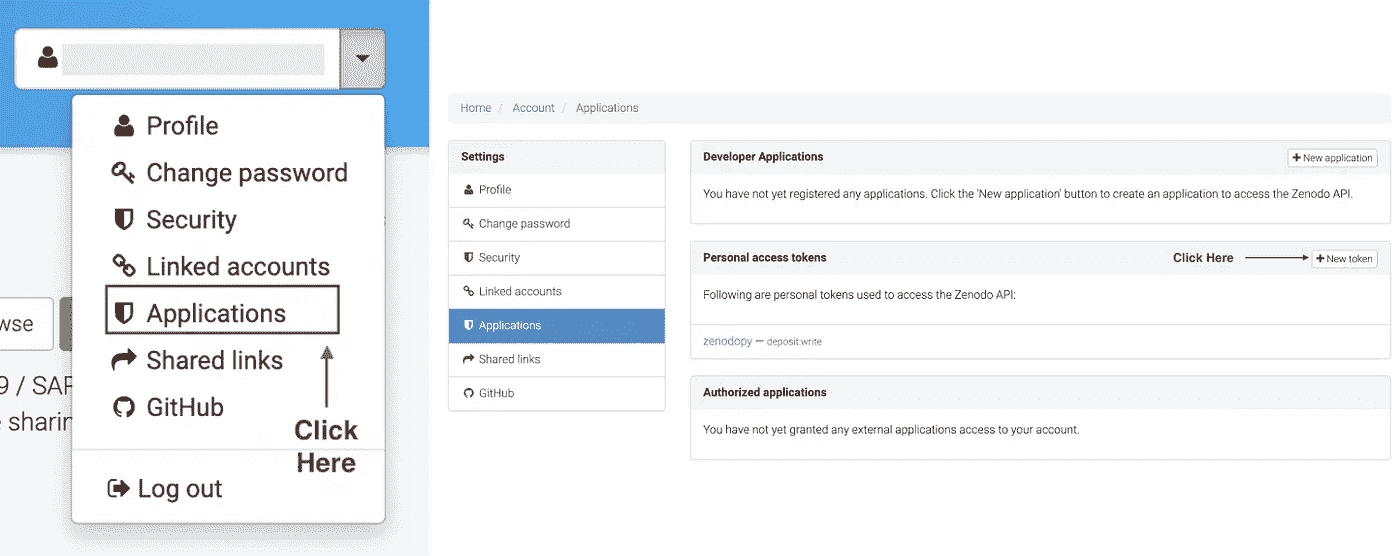 Profile
Change password
Security
Linked accounts
Applications
Shared links
GitHub
Click
Here
Log out
9 / SAF
Home / Account / Applications
Settings
Profile
Change password
Security
Linked accounts
Applications
Shared links
GitHub
Developer Applications
New application
You have not yet registered any applications. Click the 'New application' button to create an application to access the Zenodo API.
Personal access tokens
Click Here
New token
Following are personal tokens used to access the Zenodo API:
zenodopy — deposit:write
Authorized applications
You have not yet granted any external applications access to your account.